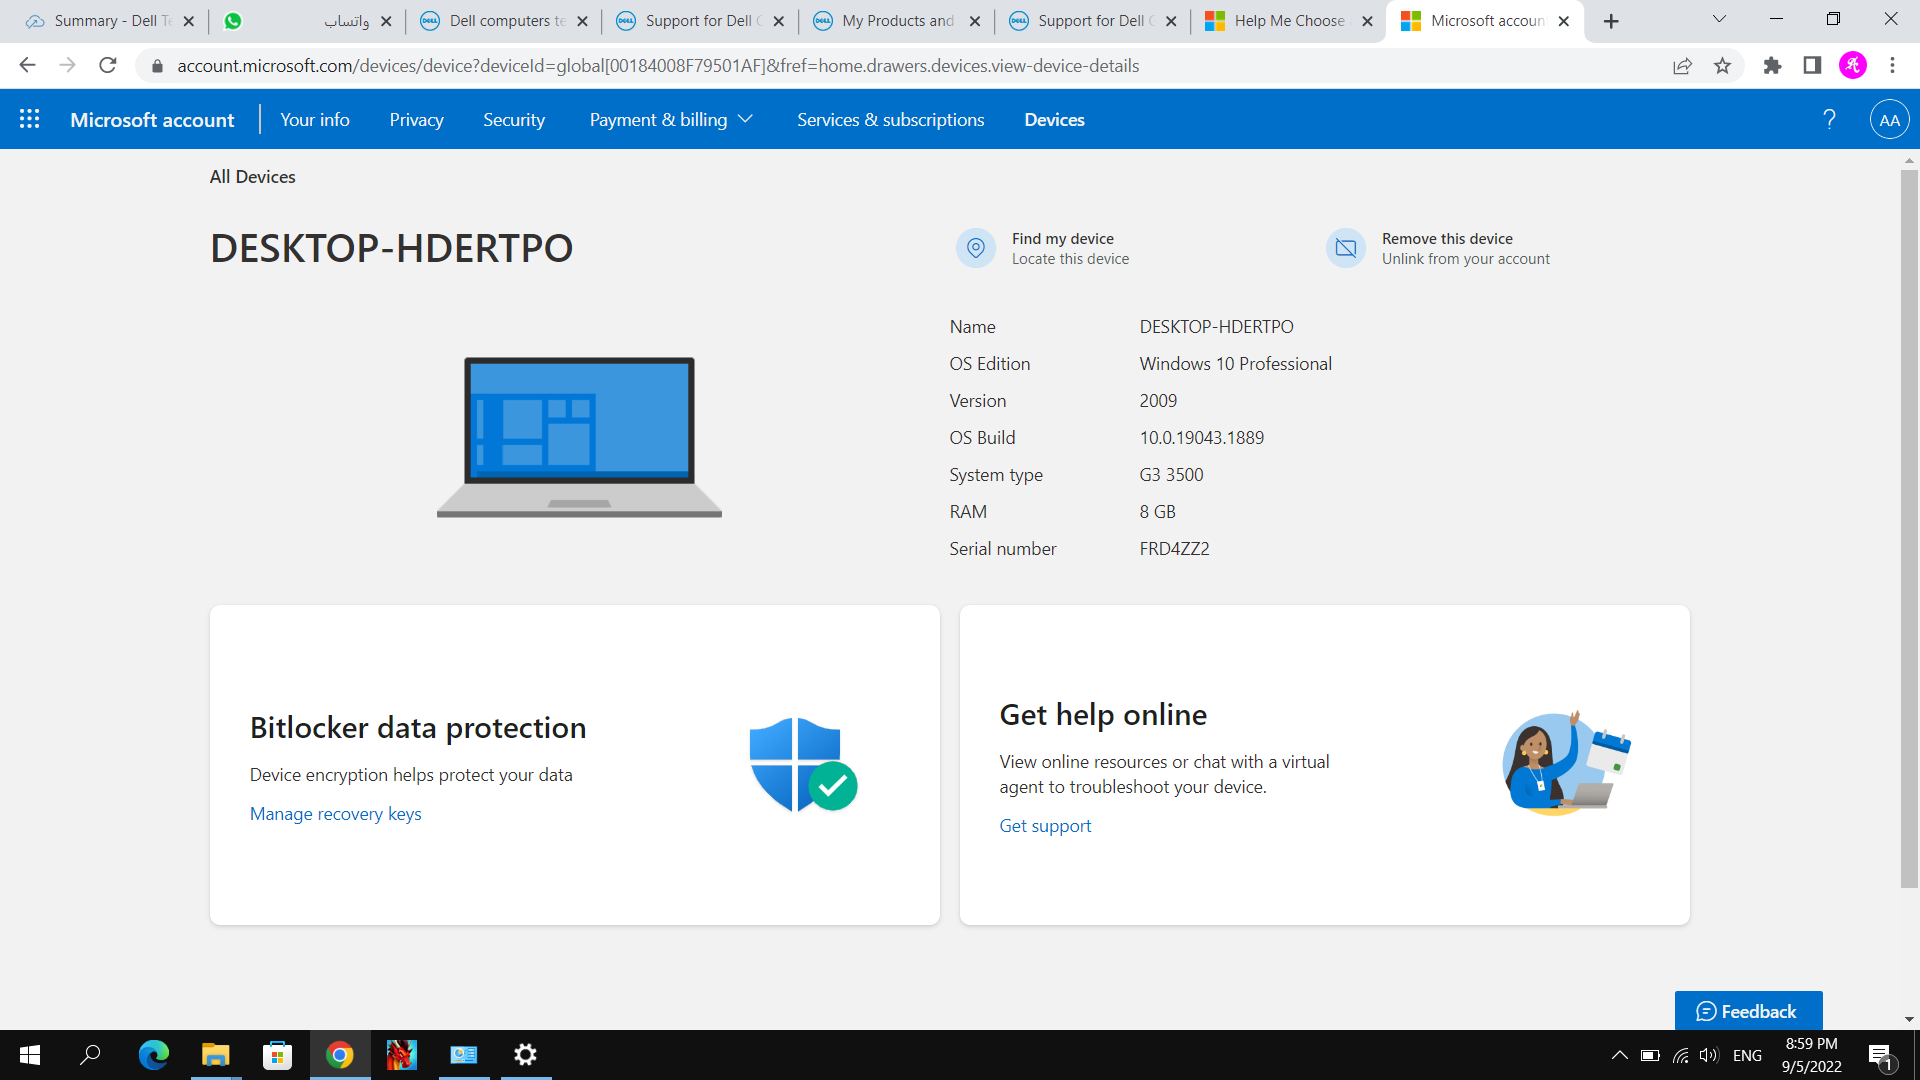 Summary - Dell Te
واتساب
Dell computers te
Support for Dell C
My Products and
Support for Dell C
Help Me Choose
Microsoft accoun
account.microsoft.com/devices/device?deviceId=global[00184008F79501AF]&fref=home.drawers.devices.view-device-details
Microsoft account
Your info
Privacy
Security
Payment & billing
Services & subscriptions
Devices
?
AA
All Devices
DESKTOP-HDERTPO
Find my device
Locate this device
Remove this device
Unlink from your account
Name DESKTOP-HDERTPO
OS Edition Windows 10 Professional
Version 2009
OS Build 10.0.19043.1889
System type G3 3500
RAM 8 GB
Serial number FRD4ZZ2
Bitlocker data protection
Device encryption helps protect your data
Manage recovery keys
Get help online
View online resources or chat with a virtual
agent to troubleshoot your device.
Get support
Feedback
ENG
8:59 PM
9/5/2022
1